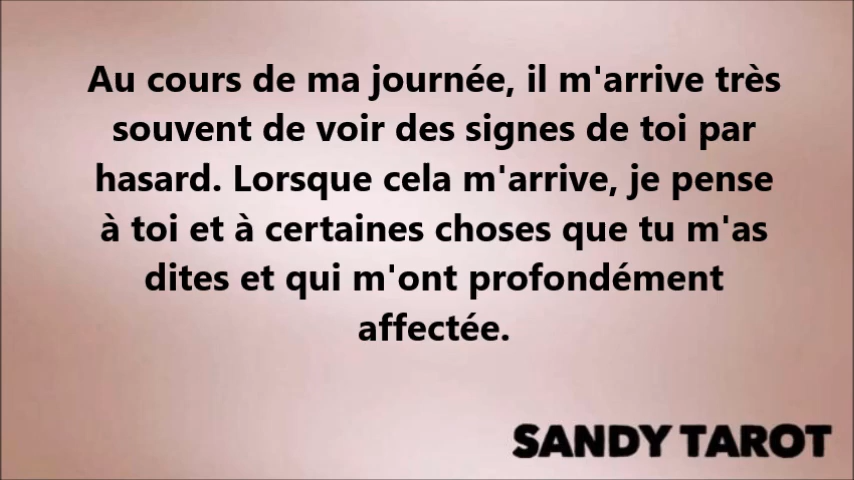 Au cours de ma journée, il m'arrive très
souvent de voir des signes de toi par
hasard. Lorsque cela m'arrive, je pense
à toi et à certaines choses que tu m'as
dites et qui m'ont profondément
affectée.
SANDY TAROT